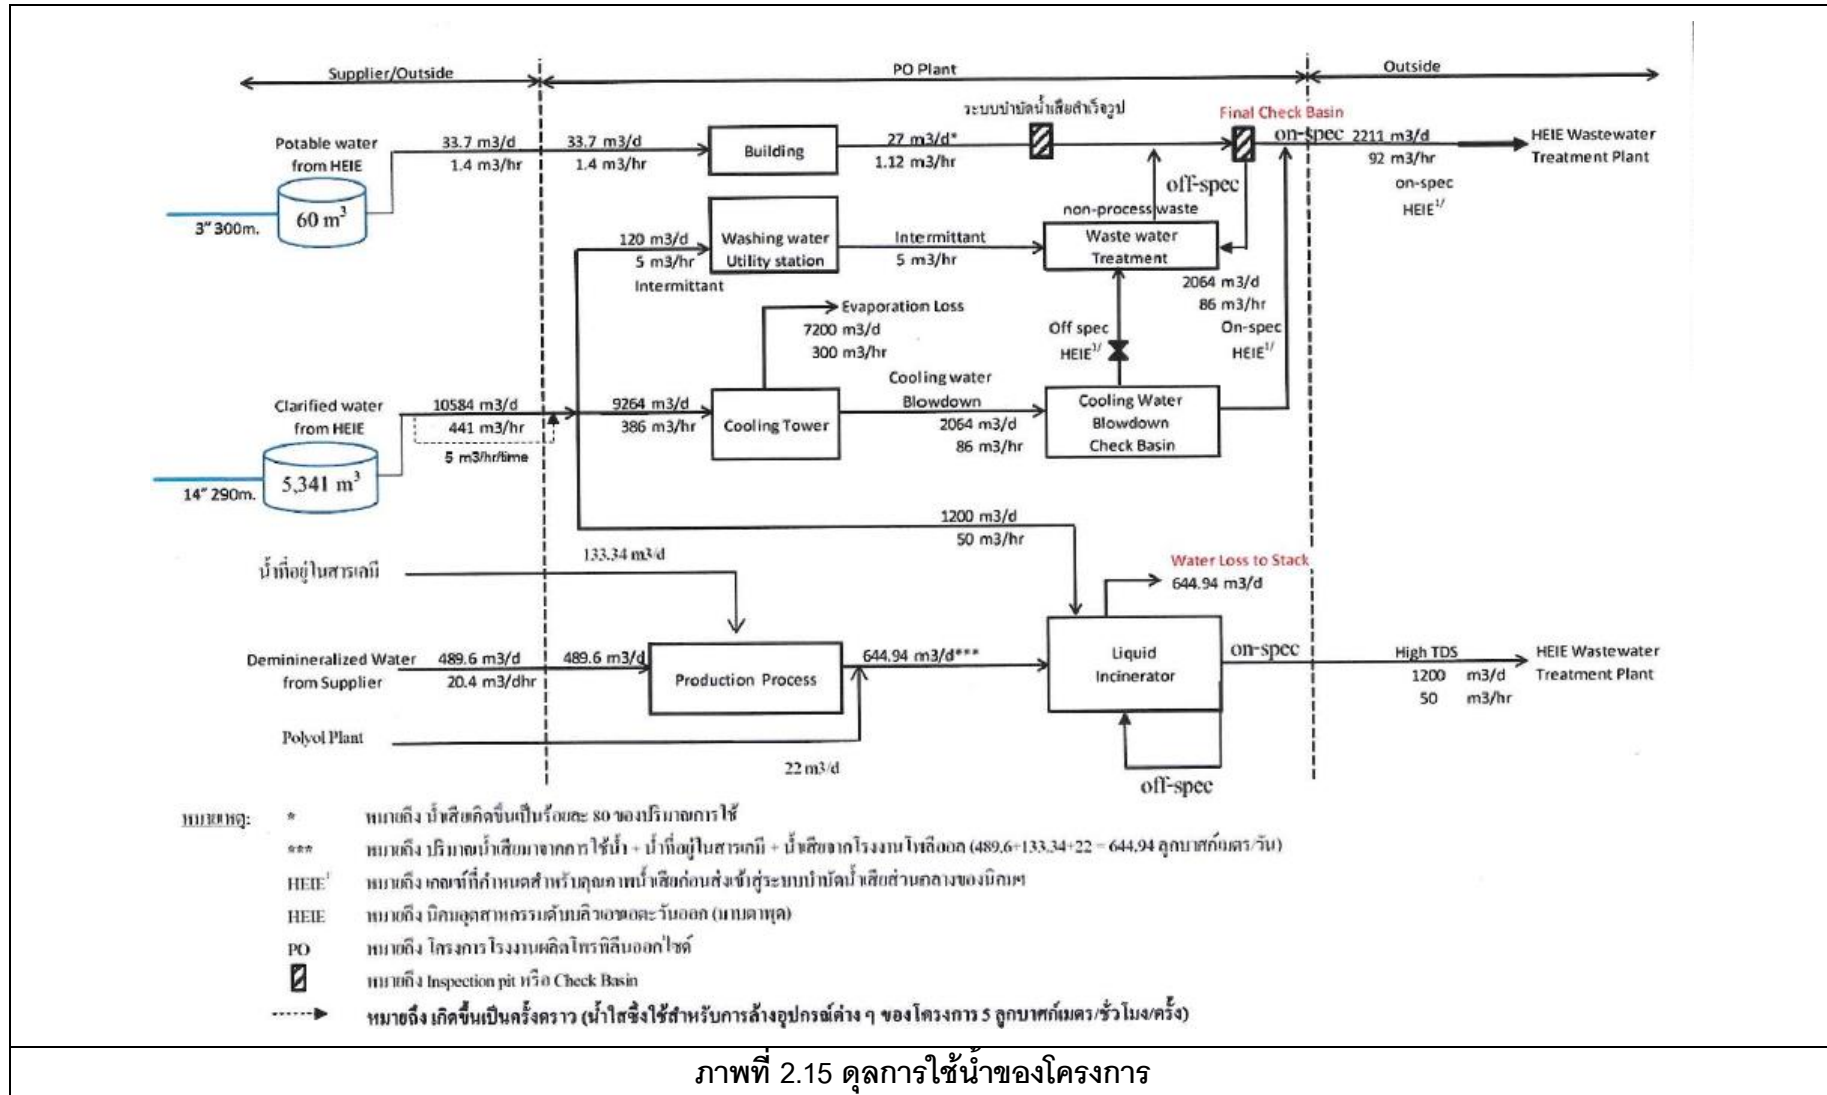 Supplier/Outside
PO Plant
Outside
ระบบบำบัดน้ำเสียสำเร็จรูป
Final Check Basin
Potable water
from HEIE
33.7 m3/d
1.4 m3/hr
33.7 m3/d
1.4 m3/hr
Building
27 m3/d*
1.12 m3/hr
on-spec
2211 m3/d
92 m3/hr
on-spec
HEIE1/
HEIE Wastewater
Treatment Plant
60 m3
3″ 300m.
off-spec
non-process waste
120 m3/d
5 m3/hr
Intermittant
Washing water
Utility station
Intermittant
5 m3/hr
Waste water
Treatment
2064 m3/d
86 m3/hr
On-spec
HEIE1/
Evaporation Loss
7200 m3/d
300 m3/hr
Off spec
HEIE1/
Clarified water
from HEIE
10584 m3/d
441 m3/hr
5 m3/hr/time
9264 m3/d
386 m3/hr
Cooling Tower
Cooling water
Blowdown
2064 m3/d
86 m3/hr
Cooling Water
Blowdown
Check Basin
5,341 m3
14″ 290m.
1200 m3/d
50 m3/hr
น้ำที่อยู่ในสารเคมี
133.34 m3/d
Water Loss to Stack
644.94 m3/d
Deminineralized Water
from Supplier
489.6 m3/d
20.4 m3/dhr
489.6 m3/d
Production Process
644.94 m3/d***
Liquid
Incinerator
on-spec
High TDS
1200 m3/d
50 m3/hr
HEIE Wastewater
Treatment Plant
Polyol Plant
22 m3/d
off-spec
หมายเหตุ:
* หมายถึง น้ำเสียเกิดขึ้นเป็นร้อยละ 80 ของปริมาณการใช้
*** หมายถึง ปริมาณน้ำเสียมาจากการใช้น้ำ + น้ำที่อยู่ในสารเคมี + น้ำเสียจากโรงงานโพลีออล (489.6+133.34+22 = 644.94 ลูกบาศก์เมตร/วัน)
HEIE1 หมายถึง เกณฑ์ที่กำหนดสำหรับคุณภาพน้ำเสียก่อนส่งเข้าสู่ระบบบำบัดน้ำเสียส่วนกลางของนิคมฯ
HEIE หมายถึง นิคมอุตสาหกรรมดับบลิวเอชเอตะวันออก (มาบตาพุด)
PO หมายถึง โครงการโรงงานผลิตโพรพิลีนออกไซด์
หมายถึง Inspection pit หรือ Check Basin
หมายถึง เกิดขึ้นเป็นครั้งคราว (น้ำใสซึ่งใช้สำหรับการล้างอุปกรณ์ต่าง ๆ ของโครงการ 5 ลูกบาศก์เมตร/ชั่วโมง/ครั้ง)
ภาพที่ 2.15 ดุลการใช้น้ำของโครงการ